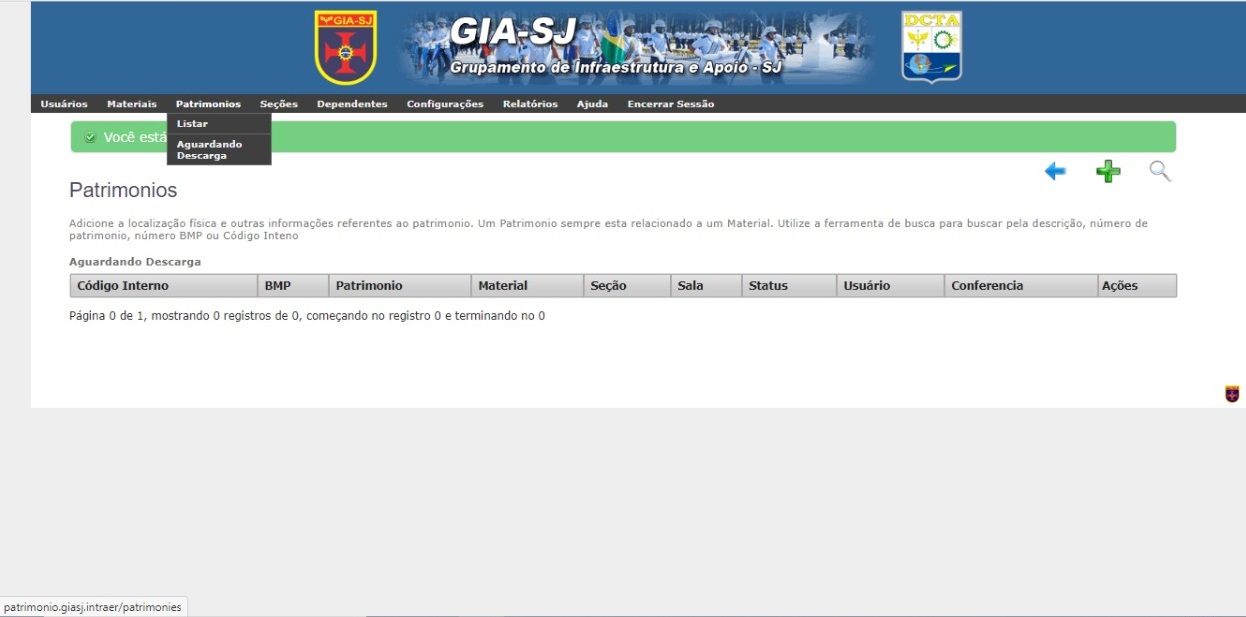 GIA-SJ
GIA-SJ
Grupamento de Infraestrutura e Apoio - SJ
DCTA
Usuários Materiais Patrimonios Seções Dependentes Configurações Relatórios Ajuda Encerrar Sessão
Listar
Aguardando
Descarga
Você está
Patrimonios
Adicione a localização física e outras informações referentes ao patrimonio. Um Patrimonio sempre esta relacionado a um Material. Utilize a ferramenta de busca para buscar pela descrição, número de
patrimonio, número BMP ou Código Inteno
Aguardando Descarga
Código Interno BMP Patrimonio Material Seção Sala Status Usuário Conferencia Ações
Página 0 de 1, mostrando 0 registros de 0, começando no registro 0 e terminando no 0
patrimonio.giasj.intraer/patrimonies